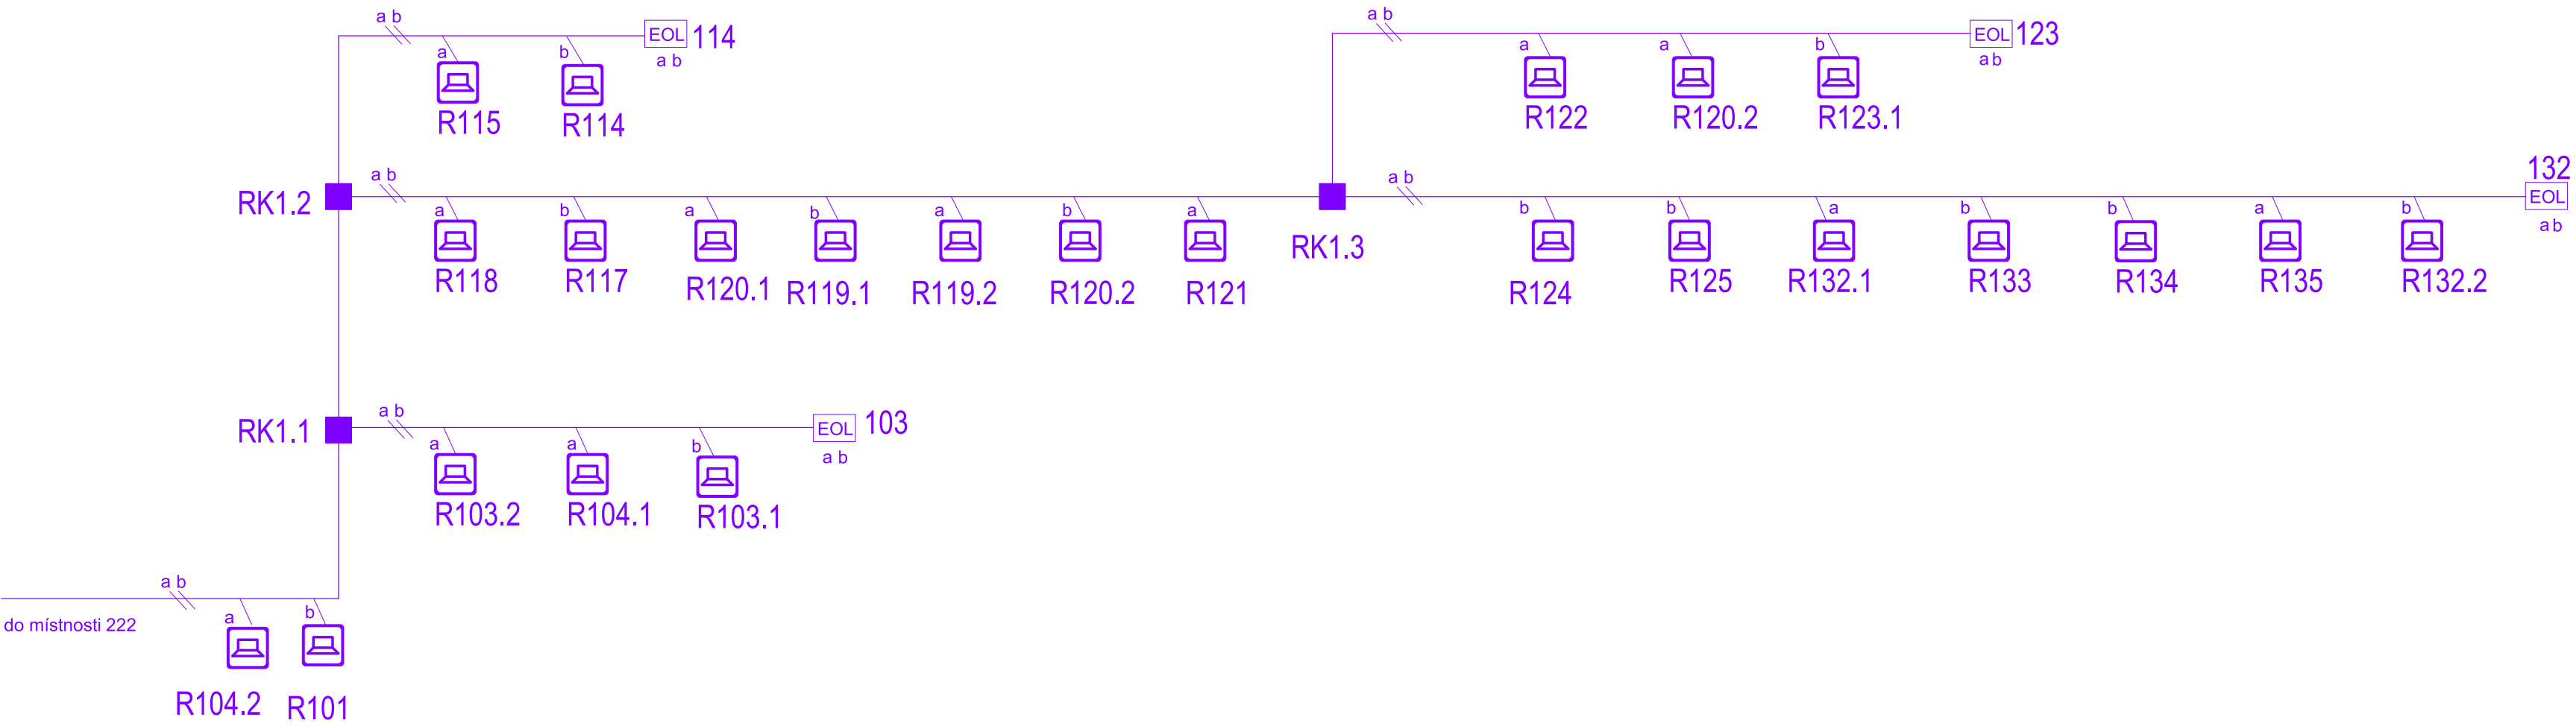 a b
a
b
EOL 114
a b
R115
R114
a b
a
a
b
EOL 123
a b
R122
R120.2
R123.1
RK1.2
a b
a
b
a
b
a
b
a
R118
R117
R120.1
R119.1
R119.2
R120.2
R121
RK1.3
a b
b
b
a
b
b
a
b
132
EOL
a b
R124
R125
R132.1
R133
R134
R135
R132.2
RK1.1
a b
a
a
b
EOL 103
a b
R103.2
R104.1
R103.1
a b
do místnosti 222
a
b
R104.2
R101